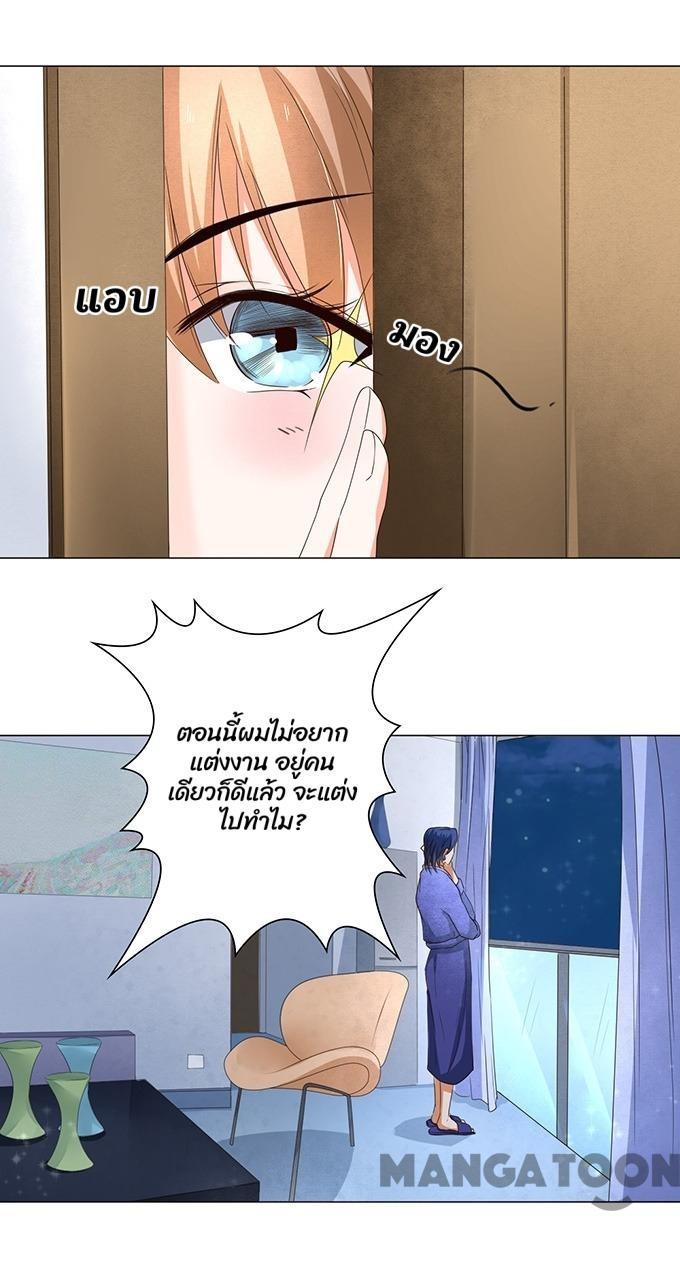 แอบ
มอง
ตอนนี้ผมไม่อยาก
แต่งงาน อยู่คน
เดียวก็ดีแล้ว จะแต่ง
ไปทำไม?
MANGATOON